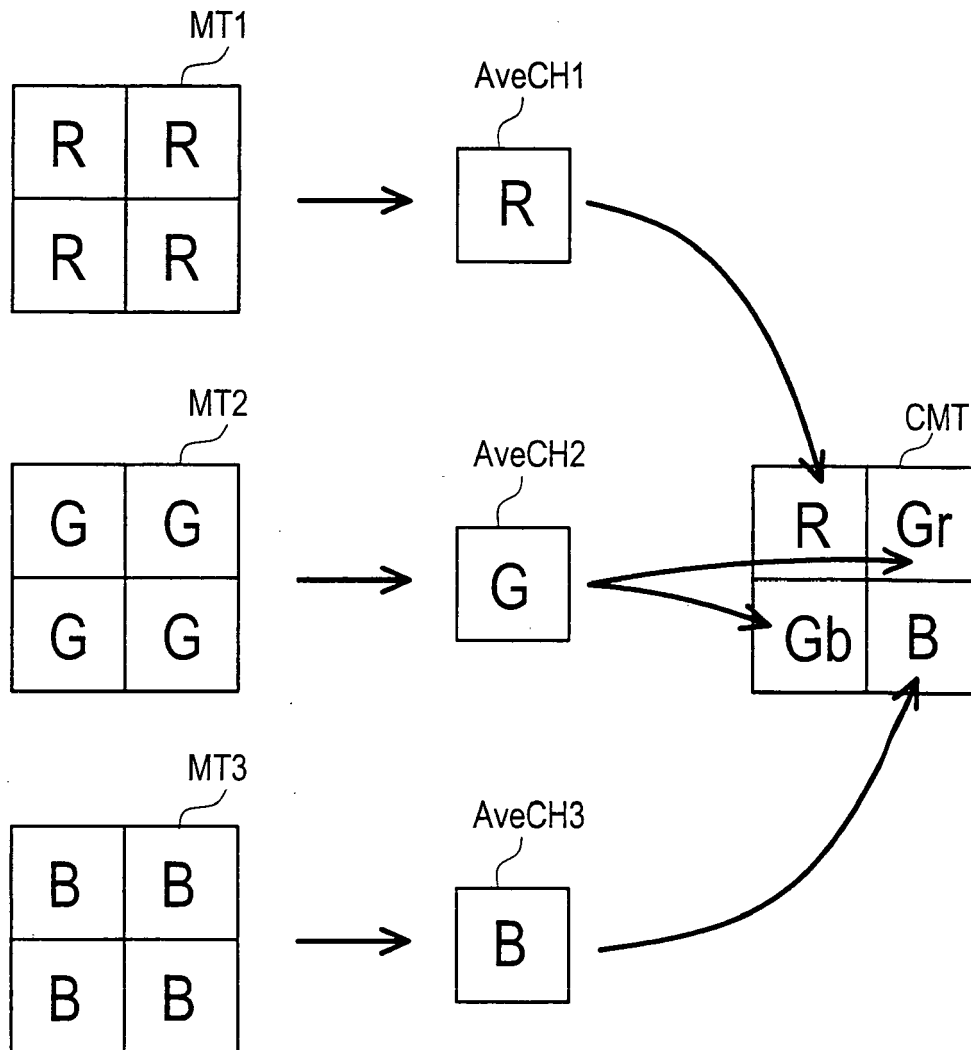 MT1
R R
R R
AveCH1
R
MT2
G G
G G
AveCH2
G
CMT
R Gr
Gb B
MT3
B B
B B
AveCH3
B